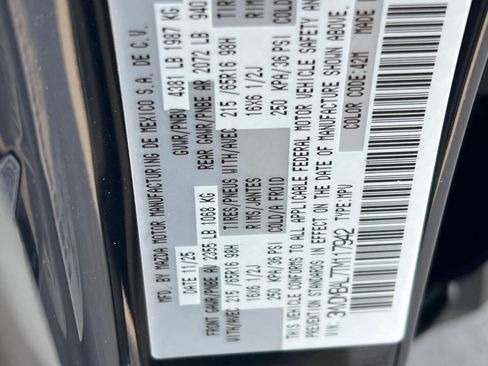 MFD. BY MAZDA MOTOR MANUFACTURING DE MEXICO S.A. DE C.V.
DATE 11/25 GVWR/PNBV 4381 LB 1987 KG
FRONT GAWR/PNBE AV 2355 LB 1068 KG REAR GAWR/PNBE AR 2072 LB 940
WITH/AVEC 215/65R16 98H TIRES/PNEUS WITH/AVEC 215/65R16 98H TIRE
16X6 1/2J RIMS/JANTES 16X6 1/2J RIM
250 KPA/36 PSI COLD/A FROID 250 KPA/36 PSI COLD
THIS VEHICLE CONFORMS TO ALL APPLICABLE FEDERAL MOTOR VEHICLE SAFETY AN
PREVENTION STANDARDS IN EFFECT ON THE DATE OF MANUFACTURE SHOWN ABOVE.
TYPE:MPV COLOR CODE:42M MADE